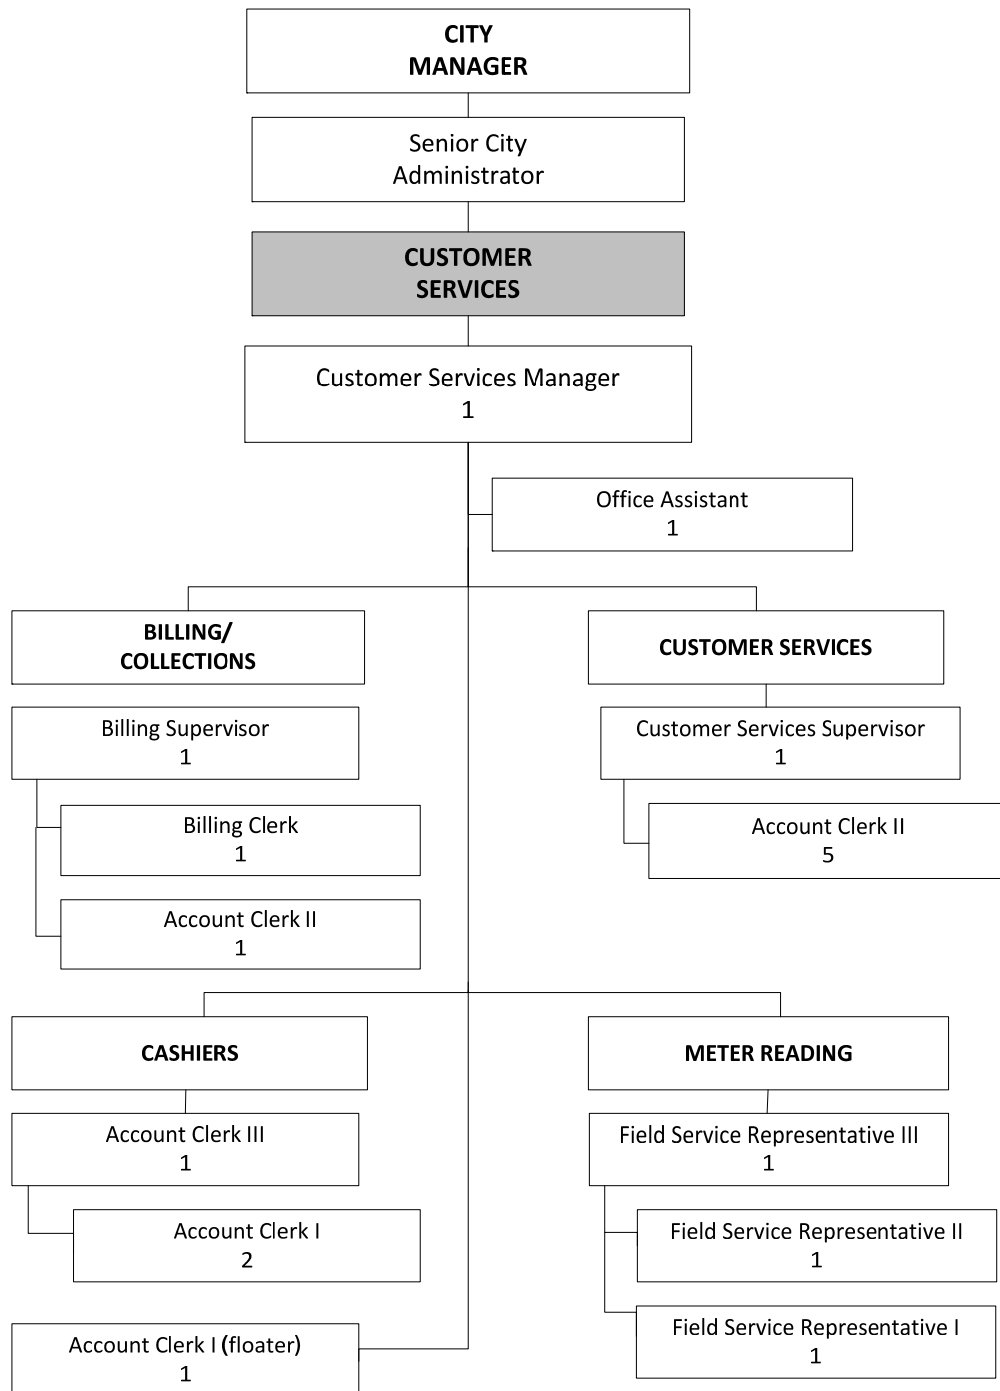 CITY
MANAGER
Senior City
Administrator
CUSTOMER
SERVICES
Customer Services Manager
1
Office Assistant
1
BILLING/
COLLECTIONS
Billing Supervisor
1
Billing Clerk
1
Account Clerk II
1
CUSTOMER SERVICES
Customer Services Supervisor
1
Account Clerk II
5
CASHIERS
Account Clerk III
1
Account Clerk I
2
Account Clerk I (floater)
1
METER READING
Field Service Representative III
1
Field Service Representative II
1
Field Service Representative I
1